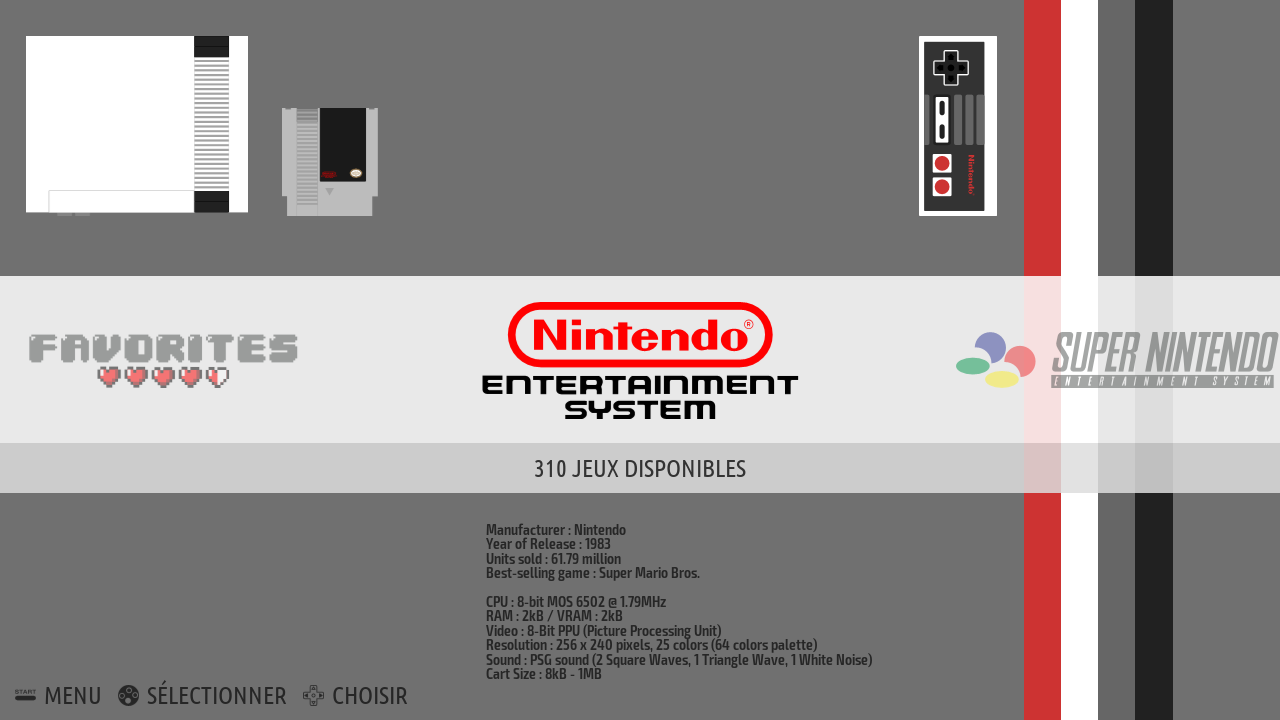 Nintendo
FAVORITES
Nintendo®
ENTERTAINMENT
SYSTEM
SUPER NINTENDO
ENTERTAINMENT SYSTEM
310 JEUX DISPONIBLES
Manufacturer : Nintendo
Year of Release : 1983
Units sold : 61.79 million
Best-selling game : Super Mario Bros.
CPU : 8-bit MOS 6502 @ 1.79MHz
RAM : 2kB / VRAM : 2kB
Video : 8-Bit PPU (Picture Processing Unit)
Resolution : 256 x 240 pixels, 25 colors (64 colors palette)
Sound : PSG sound (2 Square Waves, 1 Triangle Wave, 1 White Noise)
Cart Size : 8kB - 1MB
START MENU SÉLECTIONNER CHOISIR